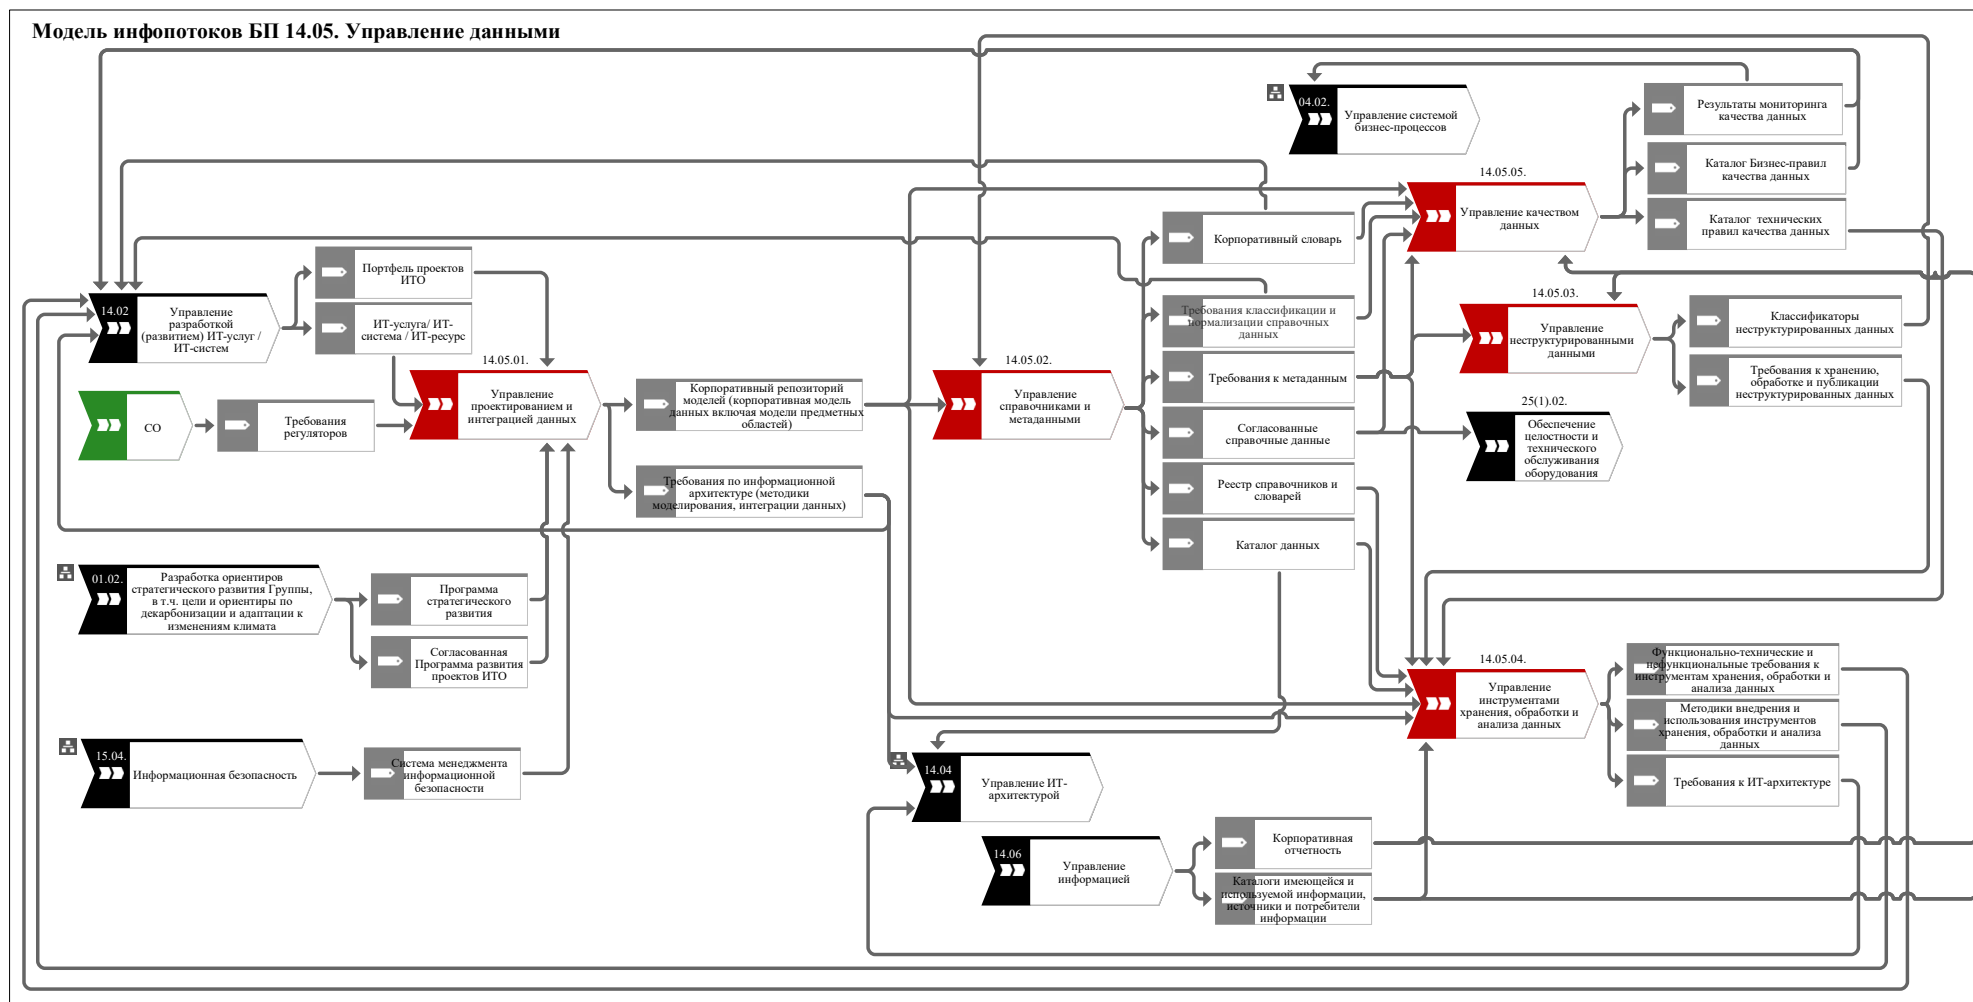 Модель инфопотоков БП 14.05. Управление данными
04.02.
Управление системой
бизнес-процессов
Результаты мониторинга
качества данных
Каталог Бизнес-правил
качества данных
Каталог технических
правил качества данных
14.05.05.
Управление качеством
данных
Корпоративный словарь
Требования классификации и
нормализации справочных
данных
Требования к метаданным
Согласованные
справочные данные
Реестр справочников и
словарей
Каталог данных
14.02
Управление
разработкой
(развитием) ИТ-услуг /
ИТ-систем
Портфель проектов
ИТО
ИТ-услуга/ ИТ-
система / ИТ-ресурс
14.05.01.
Управление
проектированием и
интеграцией данных
СО
Требования
регуляторов
Корпоративный репозиторий
моделей (корпоративная модель
данных включая модели предметных
областей)
Требования по информационной
архитектуре (методики
моделирования, интеграции данных)
14.05.02.
Управление
справочниками и
метаданными
14.05.03.
Управление
неструктурированными
данными
Классификаторы
неструктурированных данных
Требования к хранению,
обработке и публикации
неструктурированных данных
25(1).02.
Обеспечение
целостности и
технического
обслуживания
оборудования
01.02.
Разработка ориентиров
стратегического развития Группы,
в т.ч. цели и ориентиры по
декарбонизации и адаптации к
изменениям климата
Программа
стратегического
развития
Согласованная
Программа развития
проектов ИТО
15.04.
Информационная безопасность
Система менеджмента
информационной
безопасности
14.05.04.
Управление
инструментами
хранения, обработки и
анализа данных
Функционально-технические и
нефункциональные требования к
инструментам хранения, обработки и
анализа данных
Методики внедрения и
использования инструментов
хранения, обработки и анализа
данных
Требования к ИТ-архитектуре
14.04
Управление ИТ-
архитектурой
14.06
Управление
информацией
Корпоративная
отчетность
Каталоги имеющейся и
используемой информации,
источники и потребители
информации